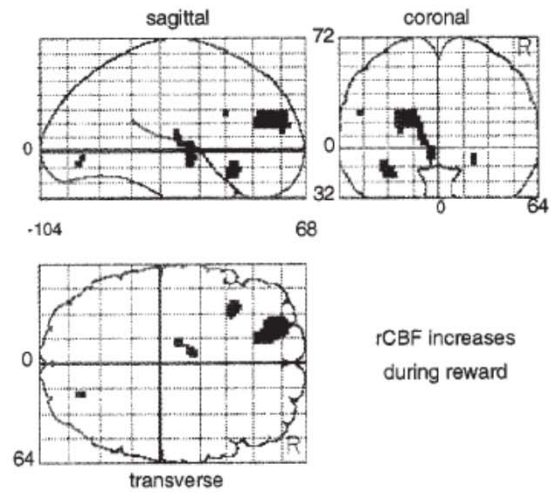 sagittal
coronal
72
R
0
0
32
-104
68
0
64
0
rCBF increases
during reward
R
64
transverse